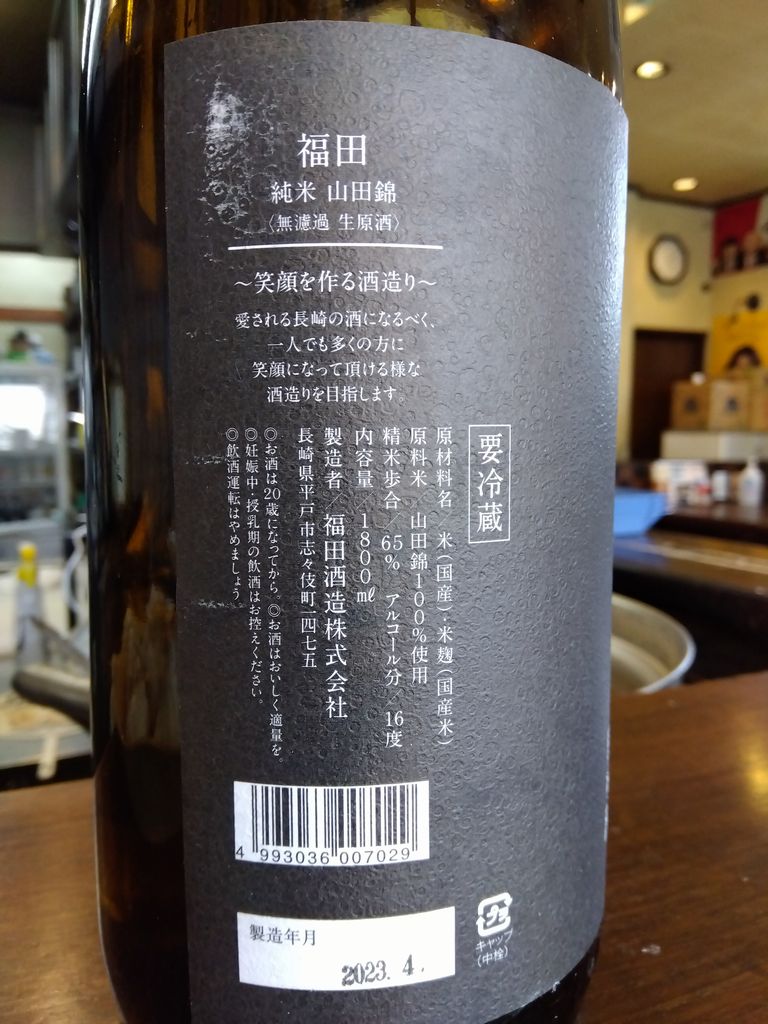 福田
純米 山田錦
〈無濾過 生原酒〉
～笑顔を作る酒造り～
愛される長崎の酒になるべく、
一人でも多くの方に
笑顔になって頂ける様な
酒造りを目指します。
要冷蔵
原材料名／米（国産）・米麹（国産米）
原料米 山田錦100％使用
精米歩合／65％ アルコール分／16度
内容量／1800㎖
製造者／福田酒造株式会社
長崎県平戸市志々伎町一四七五
◎お酒は20歳になってから。◎お酒はおいしく適量を。
◎妊娠中・授乳期の飲酒はお控えください。
◎飲酒運転はやめましょう。
4 993036 007029
製造年月
2023. 4.
プラ
キャップ
（中栓）